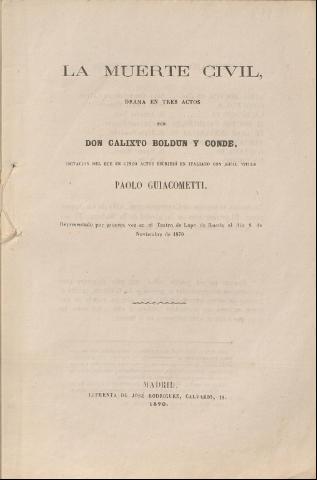 LA MUERTE CIVIL,
DRAMA EN TRES ACTOS
POR
DON CALIXTO BOLDUN Y CONDE,
IMITACION DEL QUE EN CINCO ACTOS ESCRIBIÓ EN ITALIANO CON IGUAL TITULO
PAOLO GUIACOMETTI.
Representado por primera vez en el Teatro de Lope de Rueda el dia 8 de
Noviembre de 1870
MADRID.
IMPRENTA DE JOSÉ RODRIGUEZ, CALVARIO, 18.
1870.